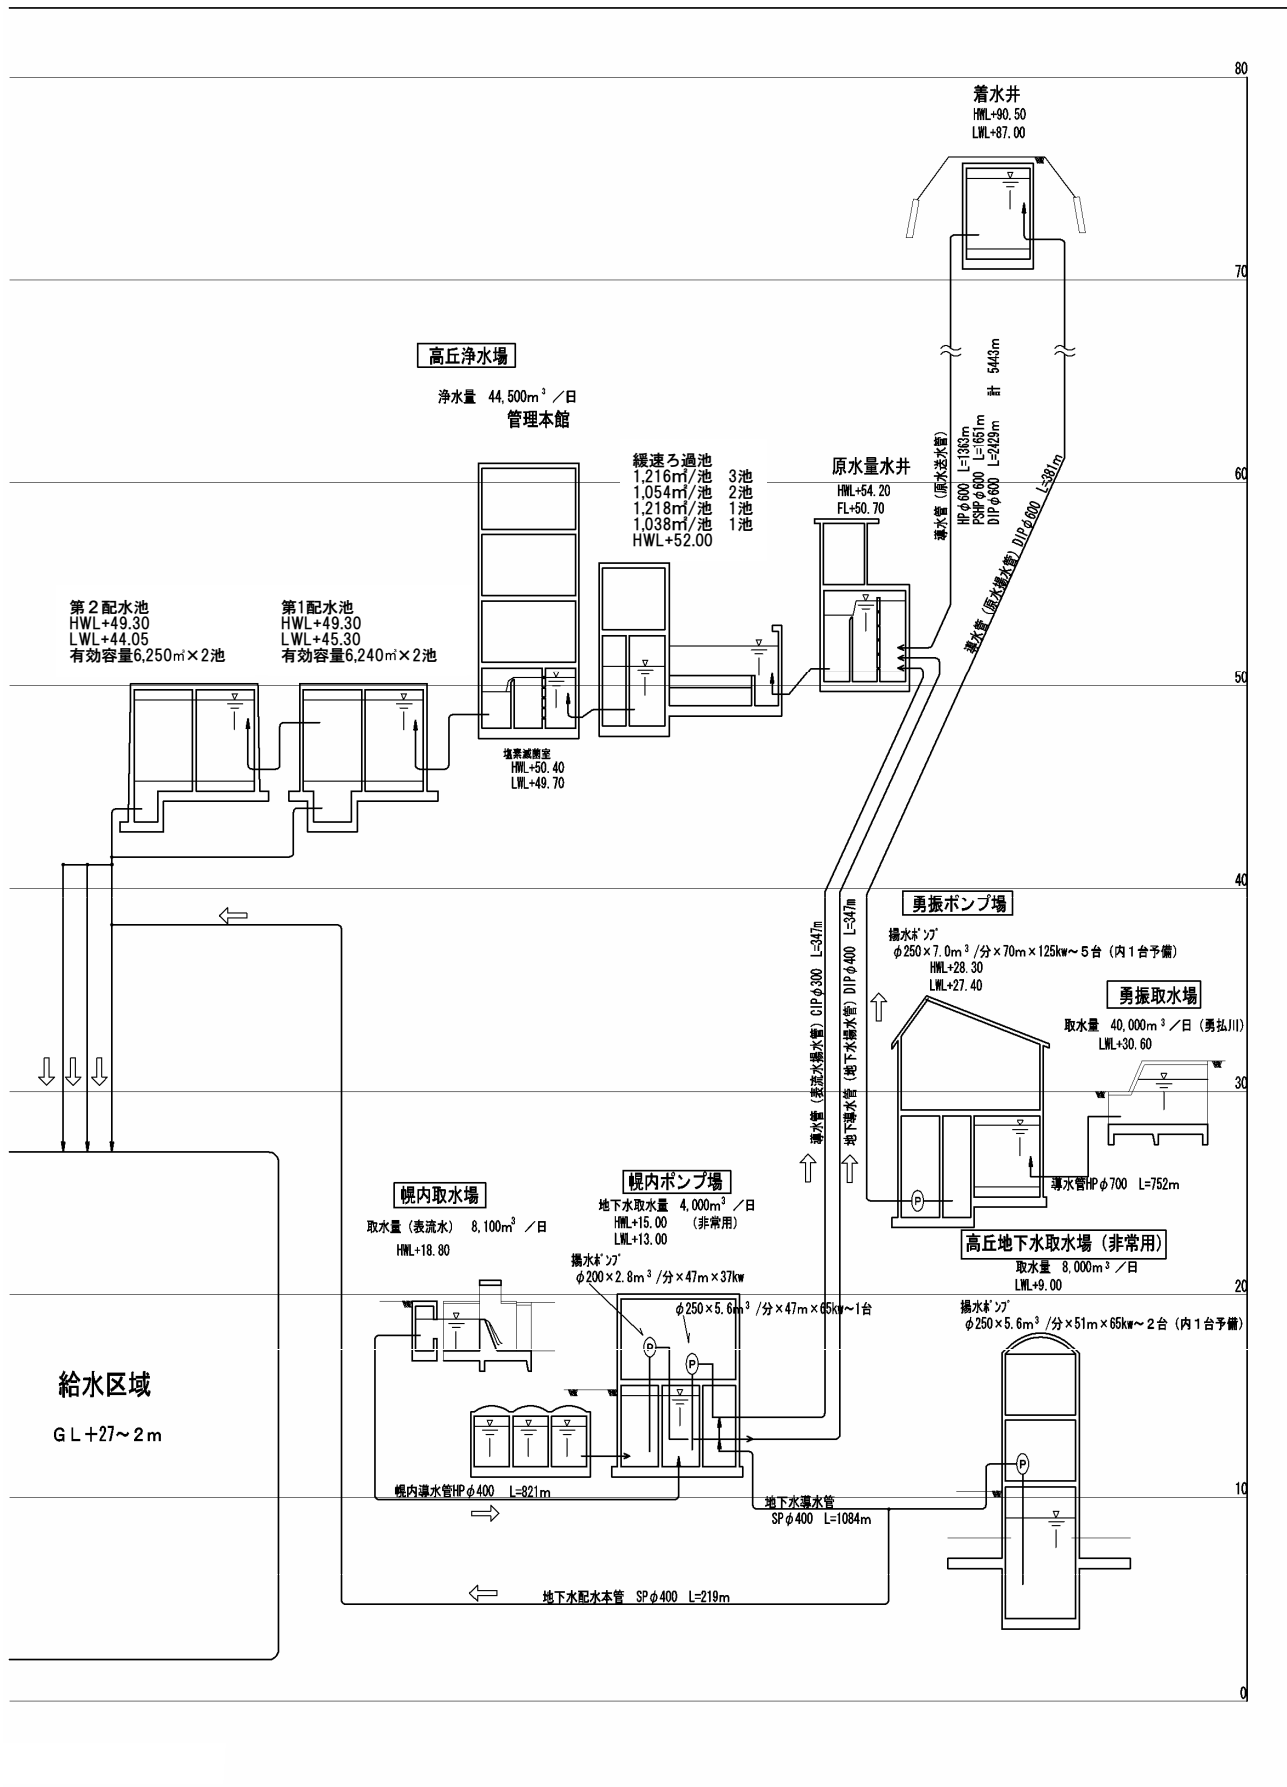 80
着水井
HWL+90.50
LWL+87.00
70
高丘浄水場
浄水量 44,500m³／日
管理本館
導水管（原水送水管）
HPφ600 L=1363m
PSHPφ600 L=1651m
DIPφ600 L=2429m
計 5443m
導水管（原水揚水管）DIPφ600 L=381m
60
緩速ろ過池
1,216㎡/池 3池
1,054㎡/池 2池
1,218㎡/池 1池
1,038㎡/池 1池
HWL+52.00
原水量水井
HWL+54.20
FL+50.70
第２配水池
HWL+49.30
LWL+44.05
有効容量6,250㎥×2池
第1配水池
HWL+49.30
LWL+45.30
有効容量6,240㎥×2池
50
塩素滅菌室
HWL+50.40
LWL+49.70
40
勇振ポンプ場
揚水ﾎﾟﾝﾌﾟ
φ250×7.0m³/分×70m×125kw～５台（内１台予備）
HWL+28.30
LWL+27.40
勇振取水場
取水量 40,000m³／日（勇払川）
LWL+30.60
導水管（表流水揚水管）CIPφ300 L=347m
地下導水管（地下水揚水管）DIPφ400 L=347m
30
導水管HPφ700 L=752m
P
幌内取水場
取水量（表流水） 8,100m³／日
HWL+18.80
幌内ポンプ場
地下水取水量 4,000m³／日
HWL+15.00 （非常用）
LWL+13.00
揚水ﾎﾟﾝﾌﾟ
φ200×2.8m³/分×47m×37kw
φ250×5.6m³/分×47m×65kw～1台
P
P
高丘地下水取水場（非常用）
取水量 8,000m³／日
LWL+9.00
20
揚水ﾎﾟﾝﾌﾟ
φ250×5.6m³/分×51m×65kw～２台（内１台予備）
P
給水区域
ＧＬ＋27～２ｍ
10
幌内導水管HPφ400 L=821m
地下水導水管
SPφ400 L=1084m
地下水配水本管 SPφ400 L=219m
0